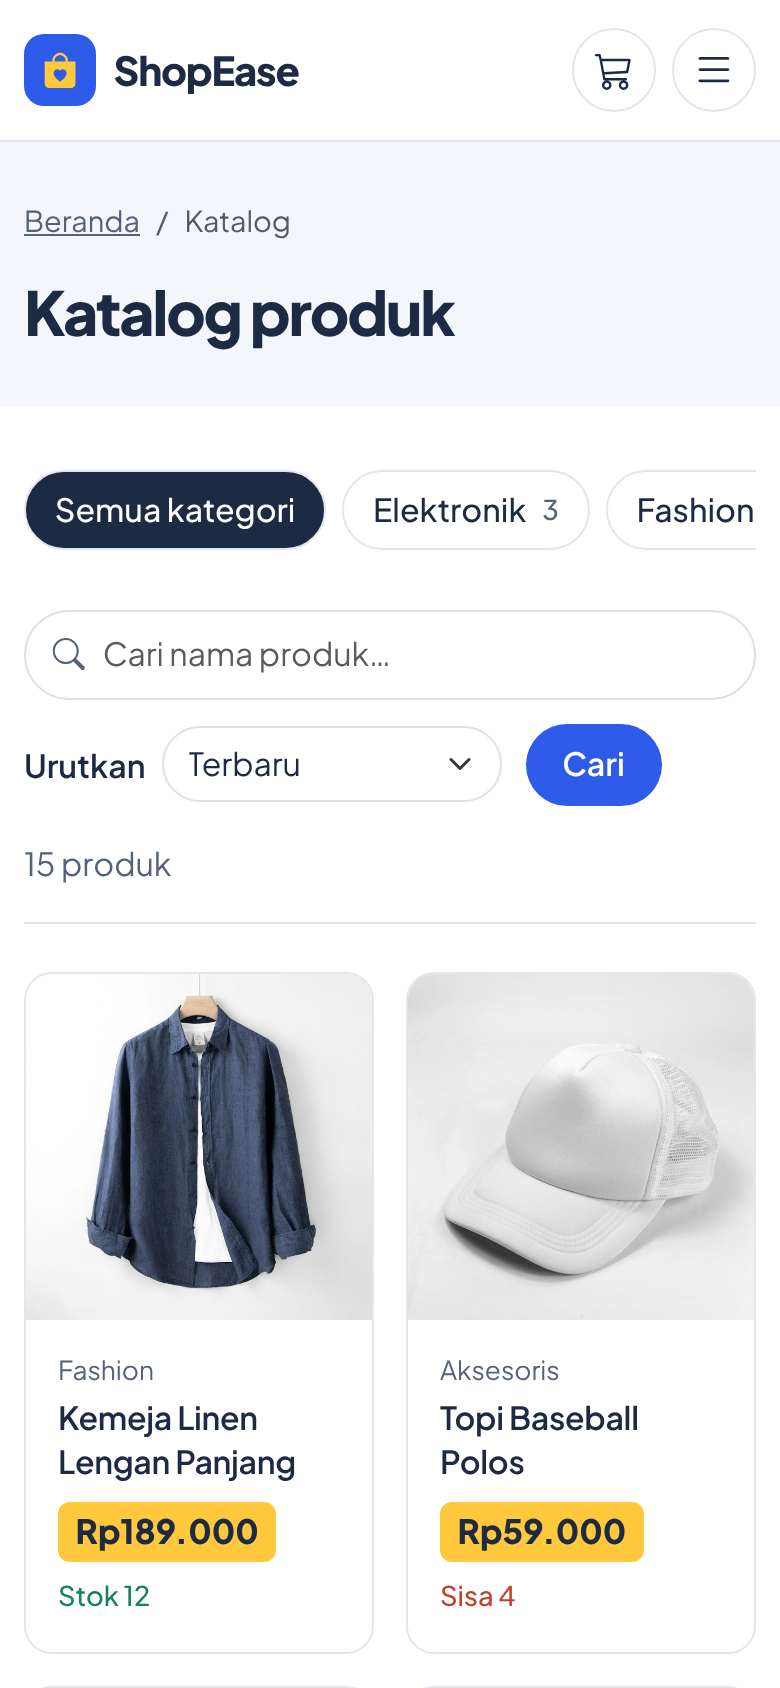 ShopEase
Beranda / Katalog
Katalog produk
Semua kategori
Elektronik 3
Fashion
Cari nama produk...
Urutkan
Terbaru
Cari
15 produk
Fashion
Kemeja Linen
Lengan Panjang
Rp189.000
Stok 12
Aksesoris
Topi Baseball
Polos
Rp59.000
Sisa 4